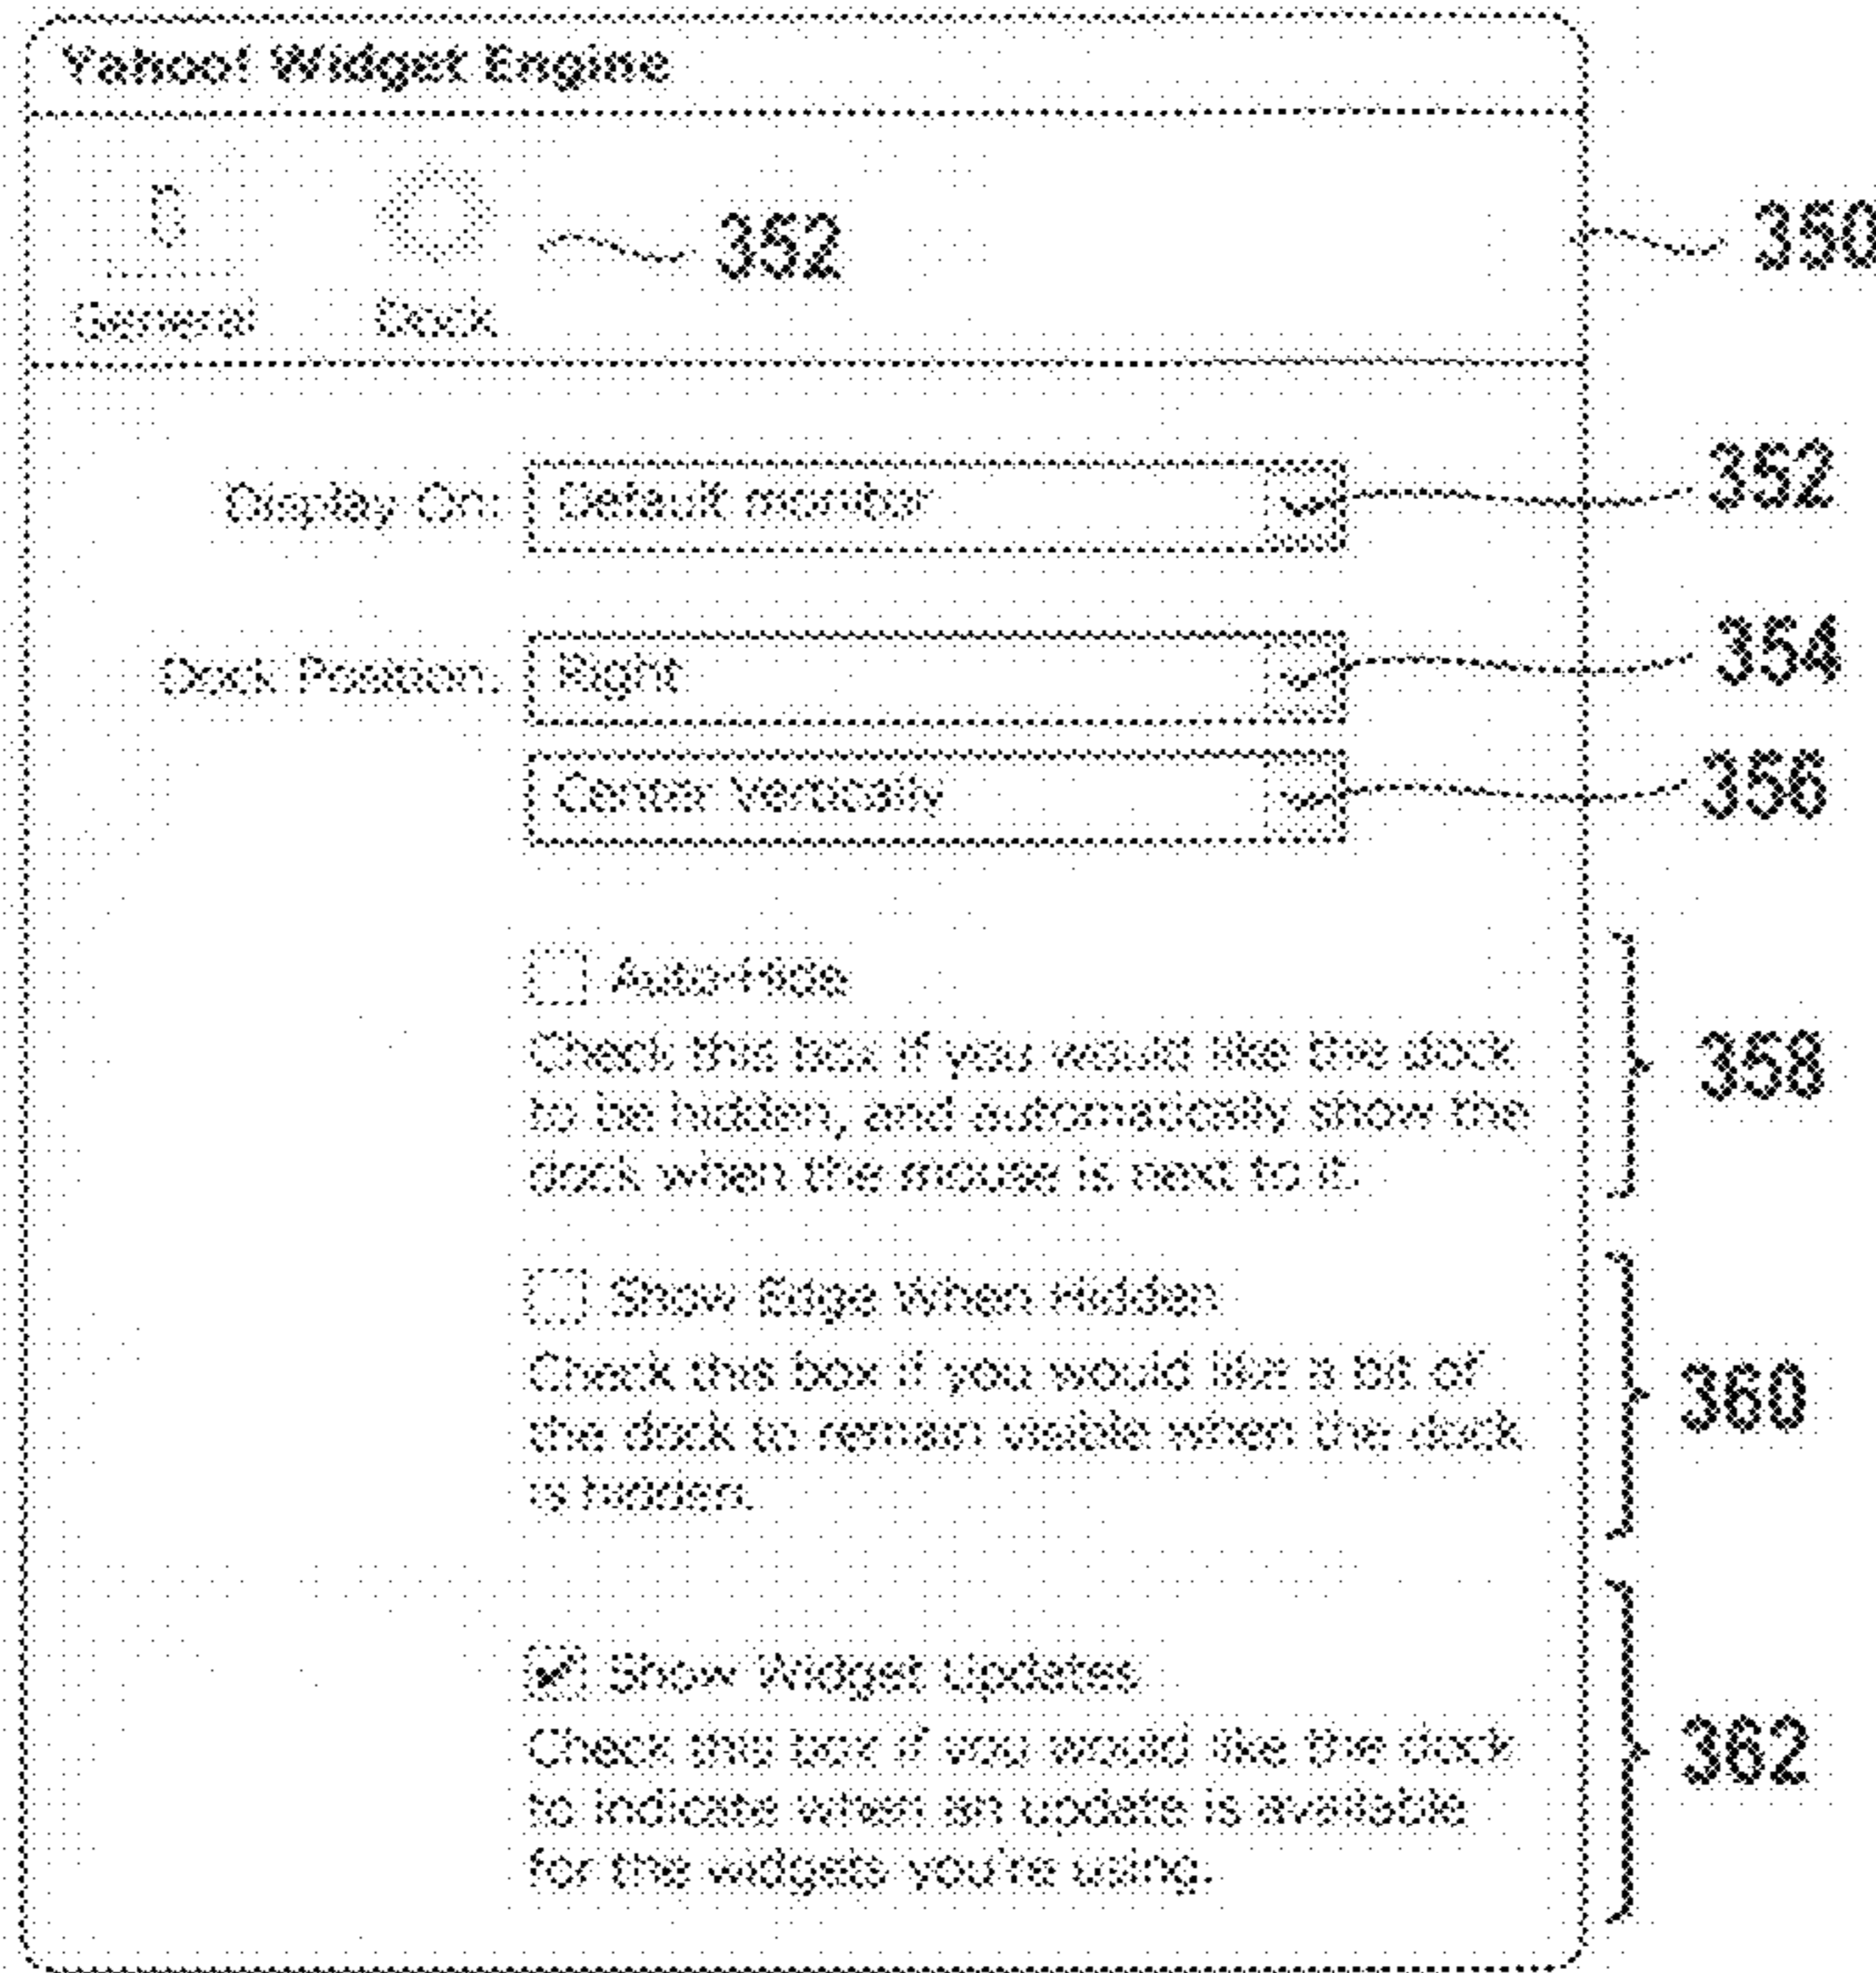 Yahoo! Widget Engine
352
350
General Dock
Display On: Default monitor 352
Dock Position: Right 354
Center Vertically 356
Auto-Hide
Check this box if you would like the dock
to be hidden, and automatically show the
dock when the mouse is next to it.
358
Show Edge When Hidden
Check this box if you would like a bit of
the dock to remain visible when the dock
is hidden.
360
Show Widget Updates
Check this box if you would like the dock
to indicate when an update is available
for the widgets you're using.
362